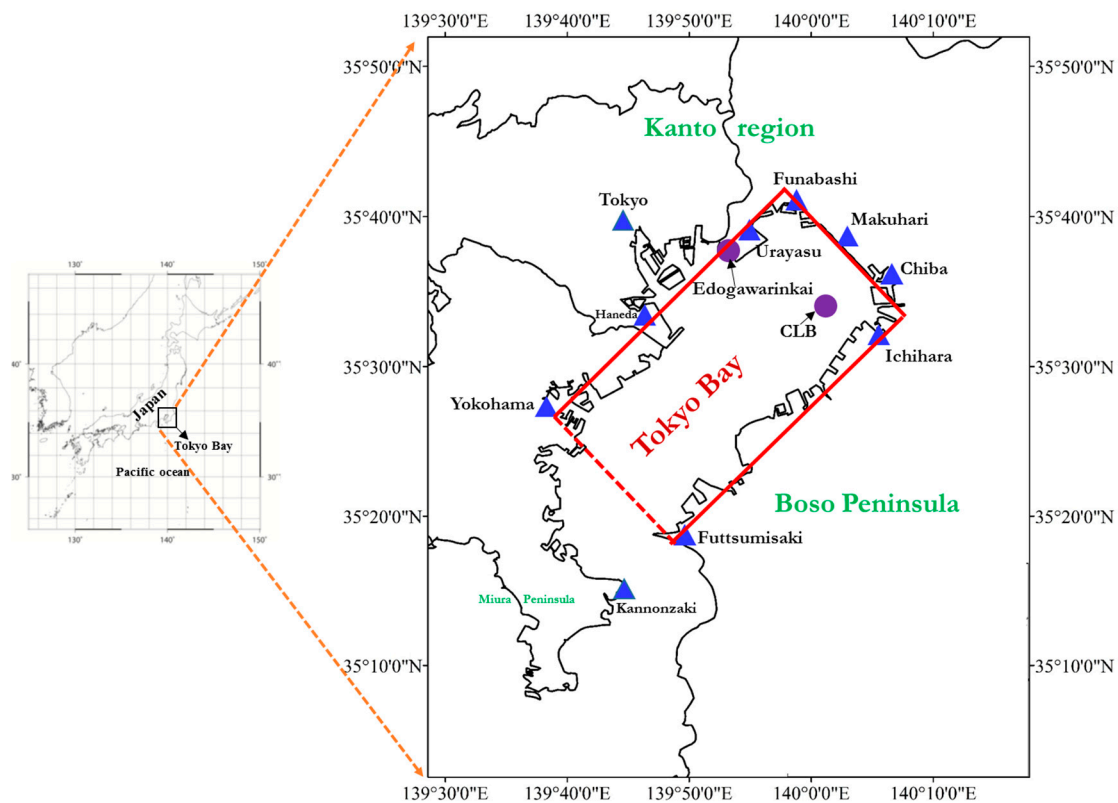 139°30'0"E 139°40'0"E 139°50'0"E 140°0'0"E 140°10'0"E
35°50'0"N 35°50'0"N
Kanto region
Funabashi
Tokyo
35°40'0"N 35°40'0"N
Makuhari
Urayasu
Chiba
Edogawarinkai
Haneda
CLB
Ichihara
35°30'0"N 35°30'0"N
Yokohama
Tokyo Bay
Boso Peninsula
35°20'0"N 35°20'0"N
Futtsumisaki
Miura Peninsula
Kannonzaki
35°10'0"N 35°10'0"N
139°30'0"E 139°40'0"E 139°50'0"E 140°0'0"E 140°10'0"E
130° 140° 150°
Japan
Tokyo Bay
Pacific ocean
130° 140° 150°